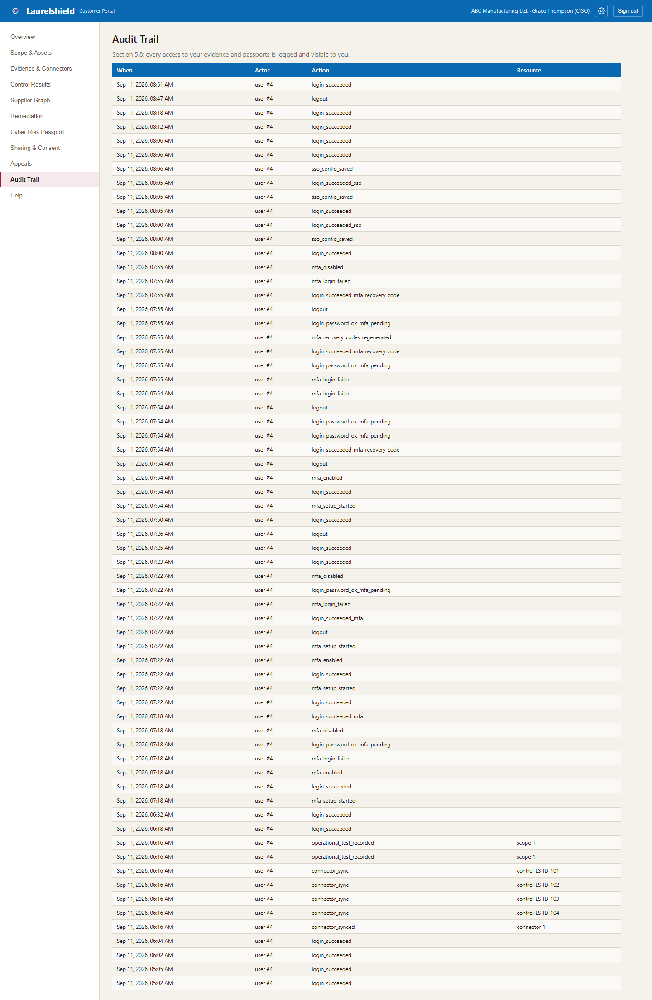 Laurelshield Customer Portal
ABC Manufacturing Ltd. · Grace Thompson (CISO) Sign out
Overview
Scope & Assets
Evidence & Connectors
Control Results
Supplier Graph
Remediation
Cyber Risk Passport
Sharing & Consent
Appeals
Audit Trail
Help
Audit Trail
Section 5.8: every access to your evidence and passports is logged and visible to you.
When Actor Action Resource
Sep 11, 2026, 08:51 AM user #4 login_succeeded
Sep 11, 2026, 08:47 AM user #4 logout
Sep 11, 2026, 08:18 AM user #4 login_succeeded
Sep 11, 2026, 08:12 AM user #4 login_succeeded
Sep 11, 2026, 08:06 AM user #4 login_succeeded
Sep 11, 2026, 08:06 AM user #4 login_succeeded
Sep 11, 2026, 08:06 AM user #4 sso_config_saved
Sep 11, 2026, 08:05 AM user #4 login_succeeded_sso
Sep 11, 2026, 08:05 AM user #4 sso_config_saved
Sep 11, 2026, 08:05 AM user #4 login_succeeded
Sep 11, 2026, 08:00 AM user #4 login_succeeded_sso
Sep 11, 2026, 08:00 AM user #4 sso_config_saved
Sep 11, 2026, 08:00 AM user #4 login_succeeded
Sep 11, 2026, 07:55 AM user #4 mfa_disabled
Sep 11, 2026, 07:55 AM user #4 mfa_login_failed
Sep 11, 2026, 07:55 AM user #4 login_succeeded_mfa_recovery_code
Sep 11, 2026, 07:55 AM user #4 logout
Sep 11, 2026, 07:55 AM user #4 login_password_ok_mfa_pending
Sep 11, 2026, 07:55 AM user #4 mfa_recovery_codes_regenerated
Sep 11, 2026, 07:55 AM user #4 login_succeeded_mfa_recovery_code
Sep 11, 2026, 07:55 AM user #4 login_password_ok_mfa_pending
Sep 11, 2026, 07:55 AM user #4 mfa_login_failed
Sep 11, 2026, 07:54 AM user #4 mfa_login_failed
Sep 11, 2026, 07:54 AM user #4 logout
Sep 11, 2026, 07:54 AM user #4 login_password_ok_mfa_pending
Sep 11, 2026, 07:54 AM user #4 login_password_ok_mfa_pending
Sep 11, 2026, 07:54 AM user #4 login_succeeded_mfa_recovery_code
Sep 11, 2026, 07:54 AM user #4 logout
Sep 11, 2026, 07:54 AM user #4 mfa_enabled
Sep 11, 2026, 07:54 AM user #4 login_succeeded
Sep 11, 2026, 07:54 AM user #4 mfa_setup_started
Sep 11, 2026, 07:50 AM user #4 login_succeeded
Sep 11, 2026, 07:26 AM user #4 logout
Sep 11, 2026, 07:25 AM user #4 login_succeeded
Sep 11, 2026, 07:23 AM user #4 login_succeeded
Sep 11, 2026, 07:22 AM user #4 mfa_disabled
Sep 11, 2026, 07:22 AM user #4 login_password_ok_mfa_pending
Sep 11, 2026, 07:22 AM user #4 mfa_login_failed
Sep 11, 2026, 07:22 AM user #4 login_succeeded_mfa
Sep 11, 2026, 07:22 AM user #4 logout
Sep 11, 2026, 07:22 AM user #4 mfa_setup_started
Sep 11, 2026, 07:22 AM user #4 mfa_enabled
Sep 11, 2026, 07:22 AM user #4 login_succeeded
Sep 11, 2026, 07:22 AM user #4 mfa_setup_started
Sep 11, 2026, 07:22 AM user #4 login_succeeded
Sep 11, 2026, 07:18 AM user #4 login_succeeded_mfa
Sep 11, 2026, 07:18 AM user #4 mfa_disabled
Sep 11, 2026, 07:18 AM user #4 login_password_ok_mfa_pending
Sep 11, 2026, 07:18 AM user #4 mfa_login_failed
Sep 11, 2026, 07:18 AM user #4 mfa_enabled
Sep 11, 2026, 07:18 AM user #4 login_succeeded
Sep 11, 2026, 07:18 AM user #4 mfa_setup_started
Sep 11, 2026, 06:32 AM user #4 login_succeeded
Sep 11, 2026, 06:18 AM user #4 login_succeeded
Sep 11, 2026, 06:16 AM user #4 operational_test_recorded scope 1
Sep 11, 2026, 06:16 AM user #4 operational_test_recorded scope 1
Sep 11, 2026, 06:16 AM user #4 connector_sync control LS-ID-101
Sep 11, 2026, 06:16 AM user #4 connector_sync control LS-ID-102
Sep 11, 2026, 06:16 AM user #4 connector_sync control LS-ID-103
Sep 11, 2026, 06:16 AM user #4 connector_sync control LS-ID-104
Sep 11, 2026, 06:16 AM user #4 connector_synced connector 1
Sep 11, 2026, 06:04 AM user #4 login_succeeded
Sep 11, 2026, 06:02 AM user #4 login_succeeded
Sep 11, 2026, 05:05 AM user #4 login_succeeded
Sep 11, 2026, 05:02 AM user #4 login_succeeded